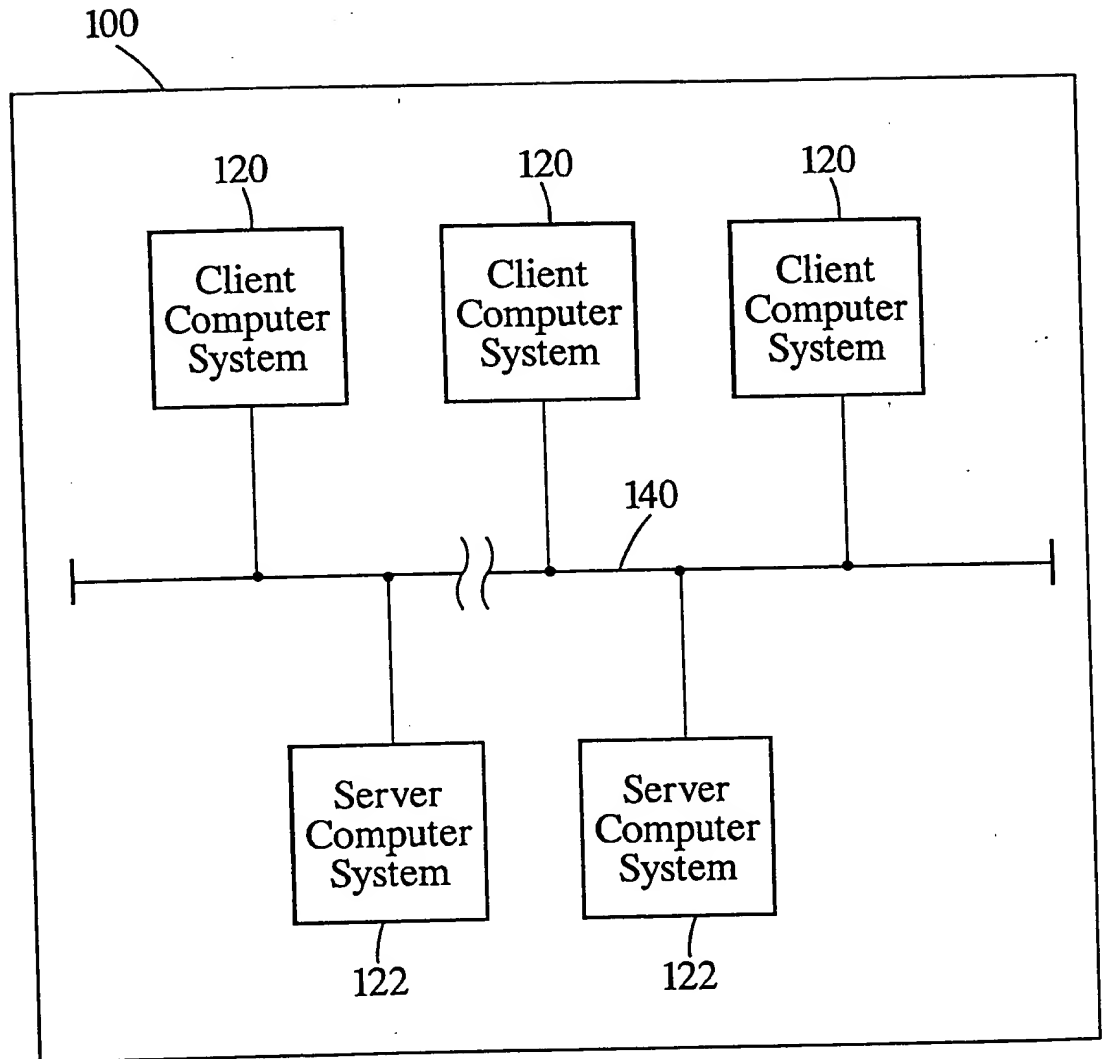 100
120
120
120
Client
Computer
System
Client
Computer
System
Client
Computer
System
140
Server
Computer
System
Server
Computer
System
122
122